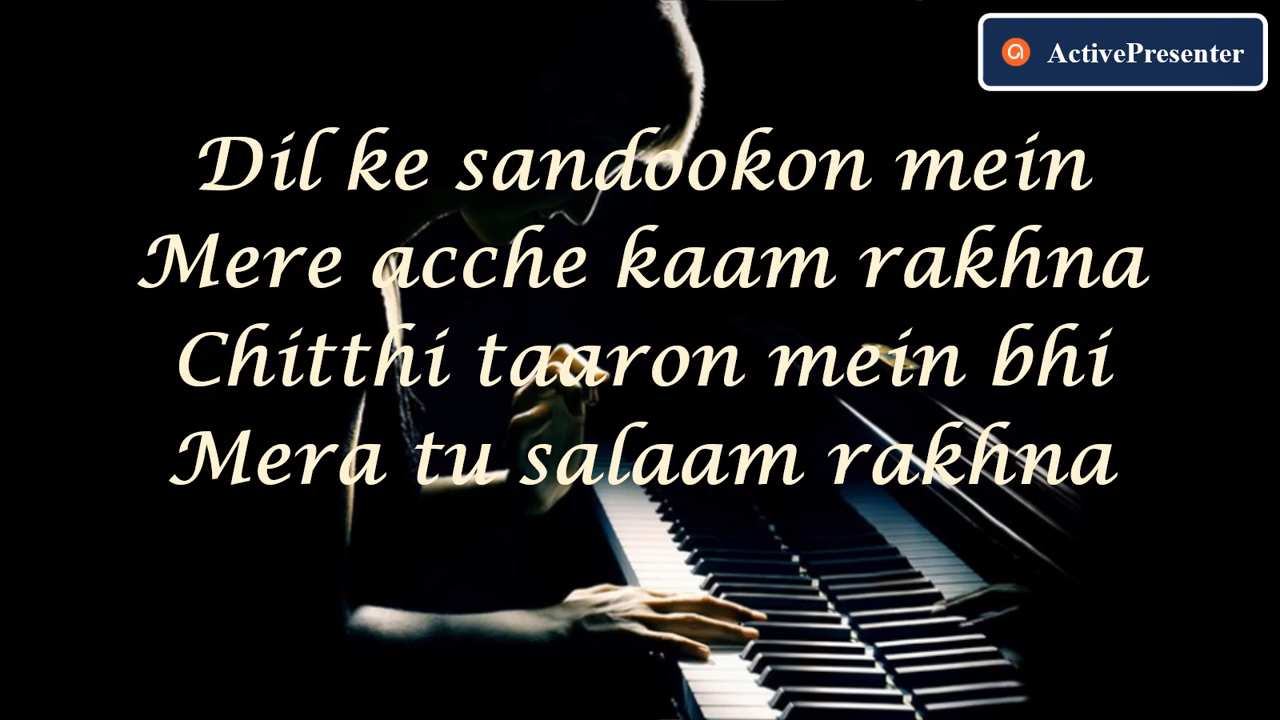 ActivePresenter
Dil ke sandookon mein
Mere acche kaam rakhna
Chitthi taaron mein bhi
Mera tu salaam rakhna